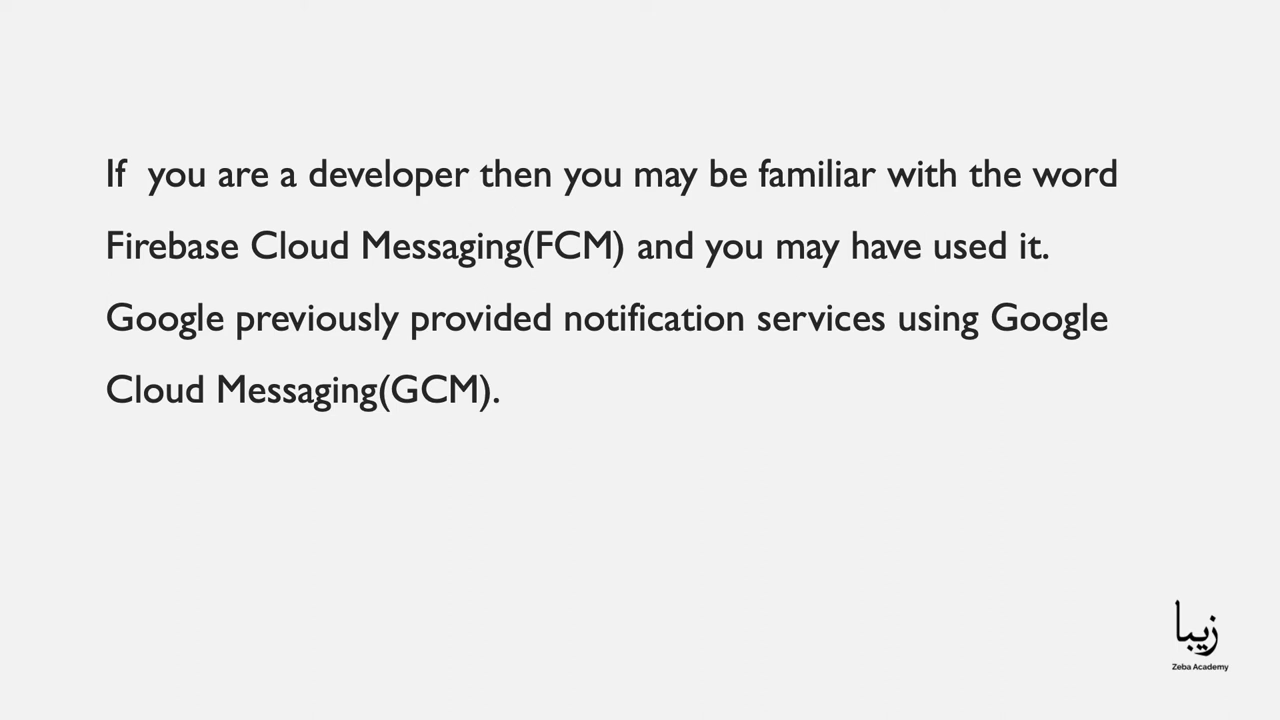 If  you are a developer then you may be familiar with the word
Firebase Cloud Messaging(FCM) and you may have used it.
Google previously provided notification services using Google
Cloud Messaging(GCM).
زیبا
Zeba Academy